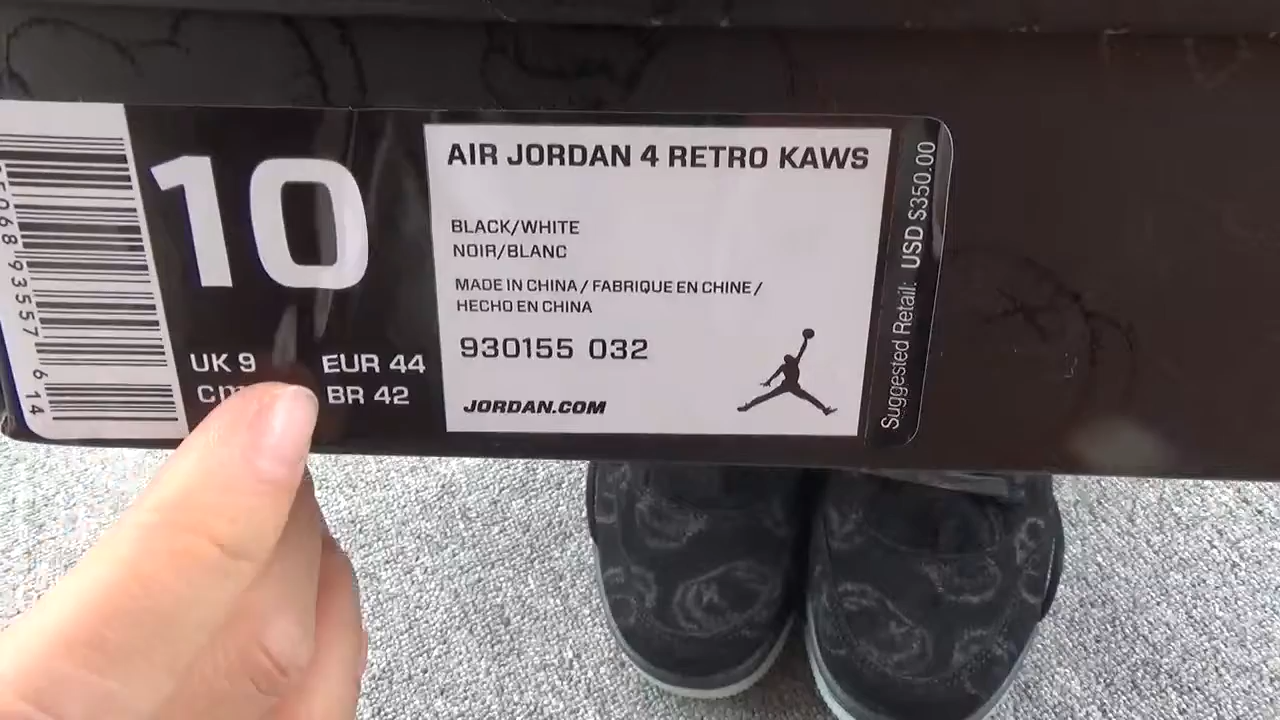 10
UK 9 EUR 44
BR 42
AIR JORDAN 4 RETRO KAWS
BLACK/WHITE
NOIR/BLANC
MADE IN CHINA / FABRIQUE EN CHINE /
HECHO EN CHINA
930155 032
JORDAN.COM
Suggested Retail: USD $350.00